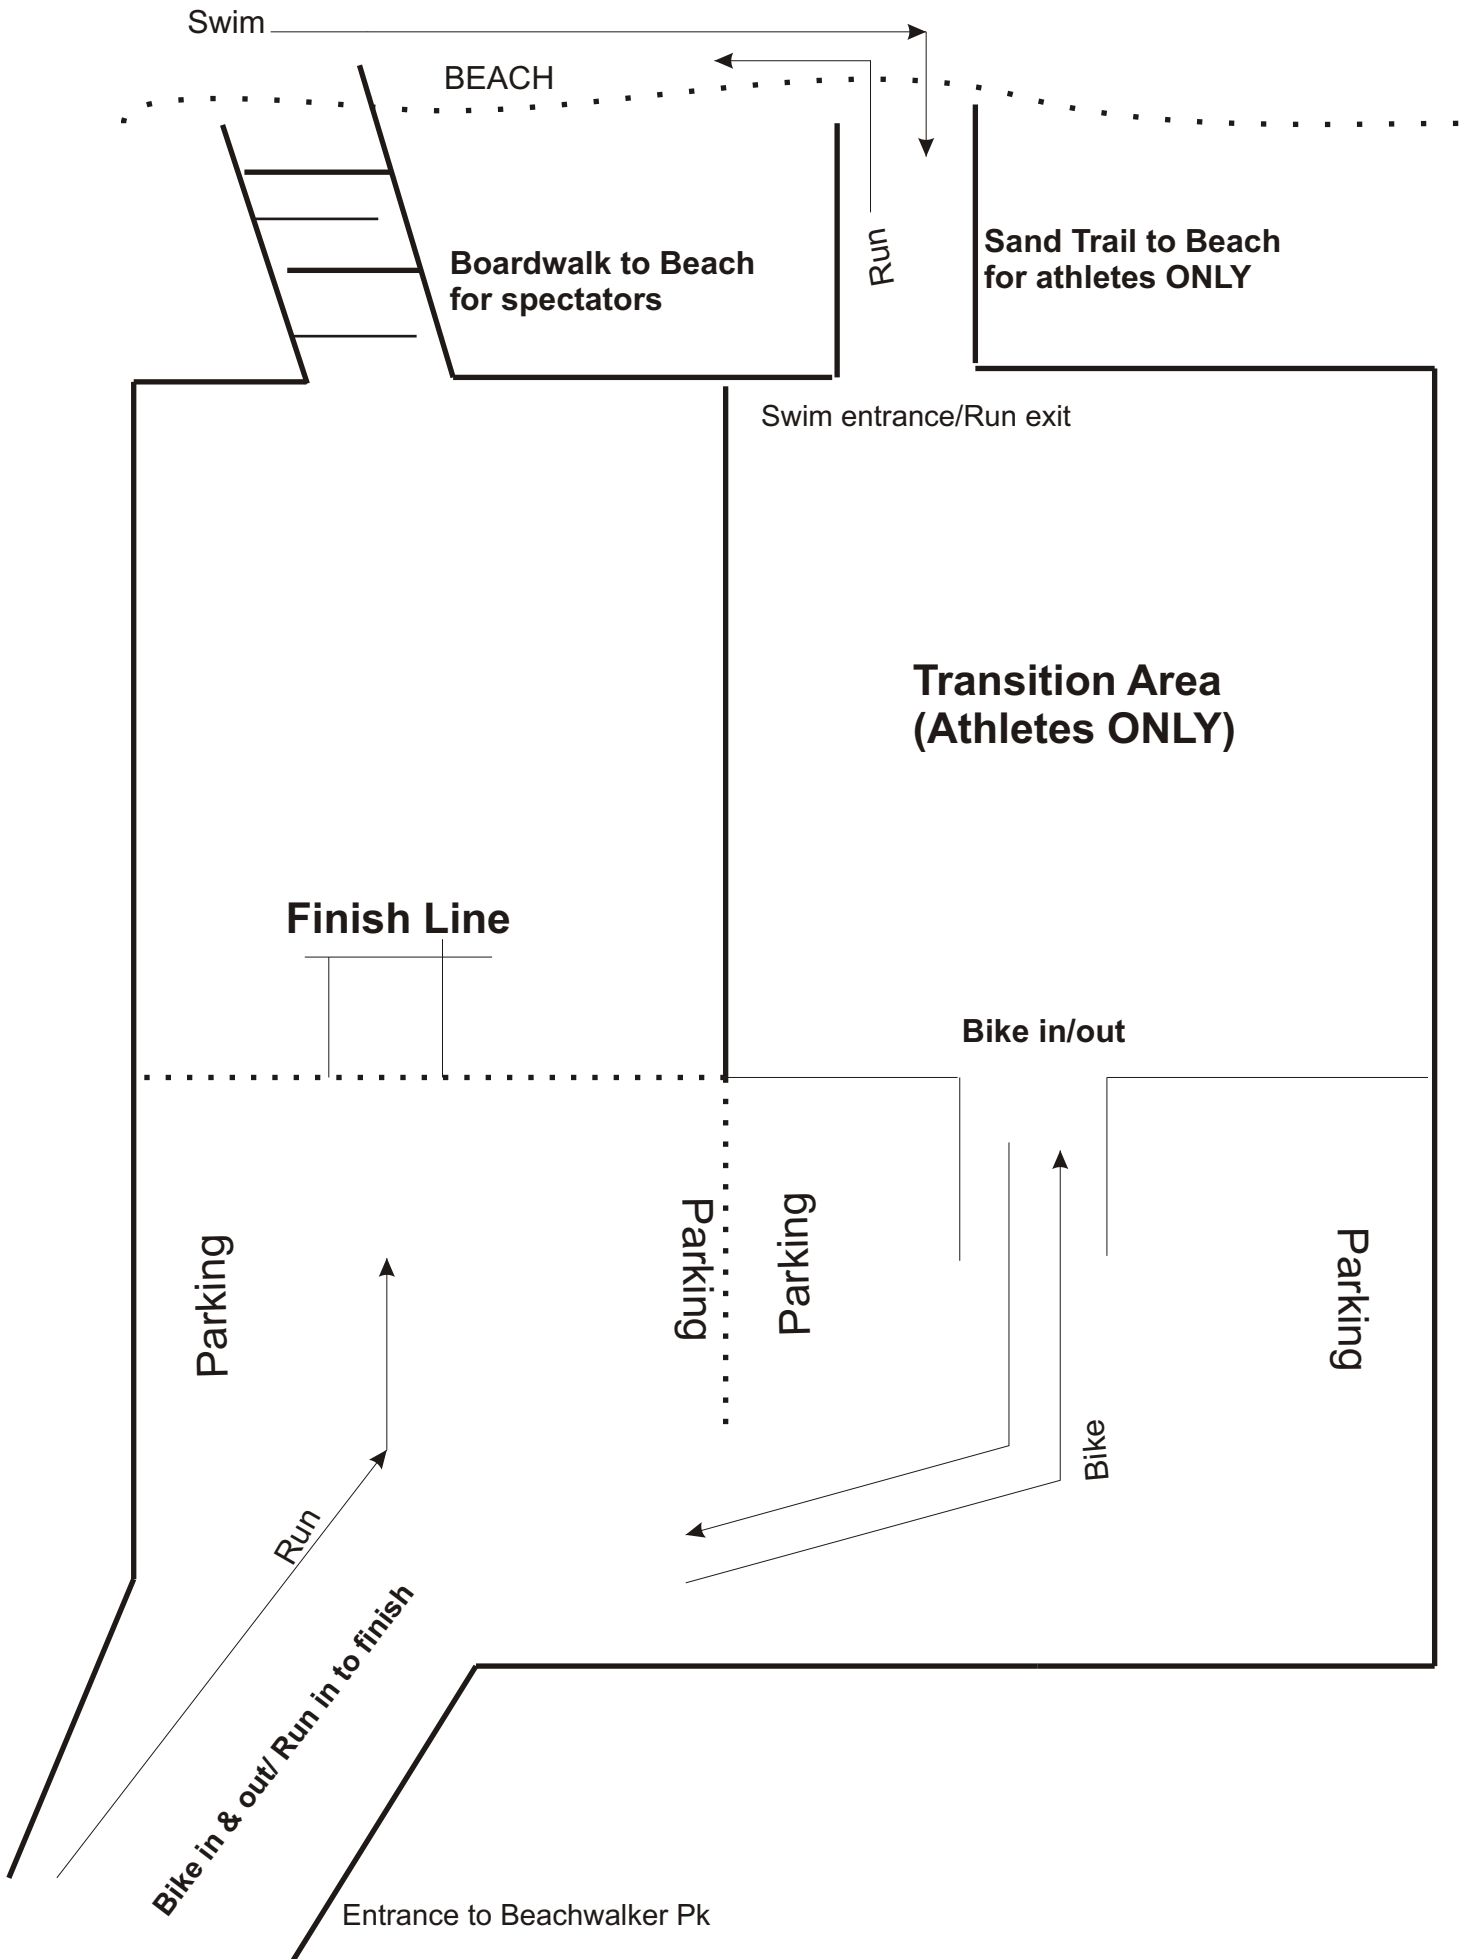 Swim
BEACH
Run
Sand Trail to Beach
for athletes ONLY
Boardwalk to Beach
for spectators
Swim entrance/Run exit
Transition Area
(Athletes ONLY)
Finish Line
Bike in/out
Parking
Parking
Parking
Parking
Bike
Run
Bike in & out/ Run in to finish
Entrance to Beachwalker Pk